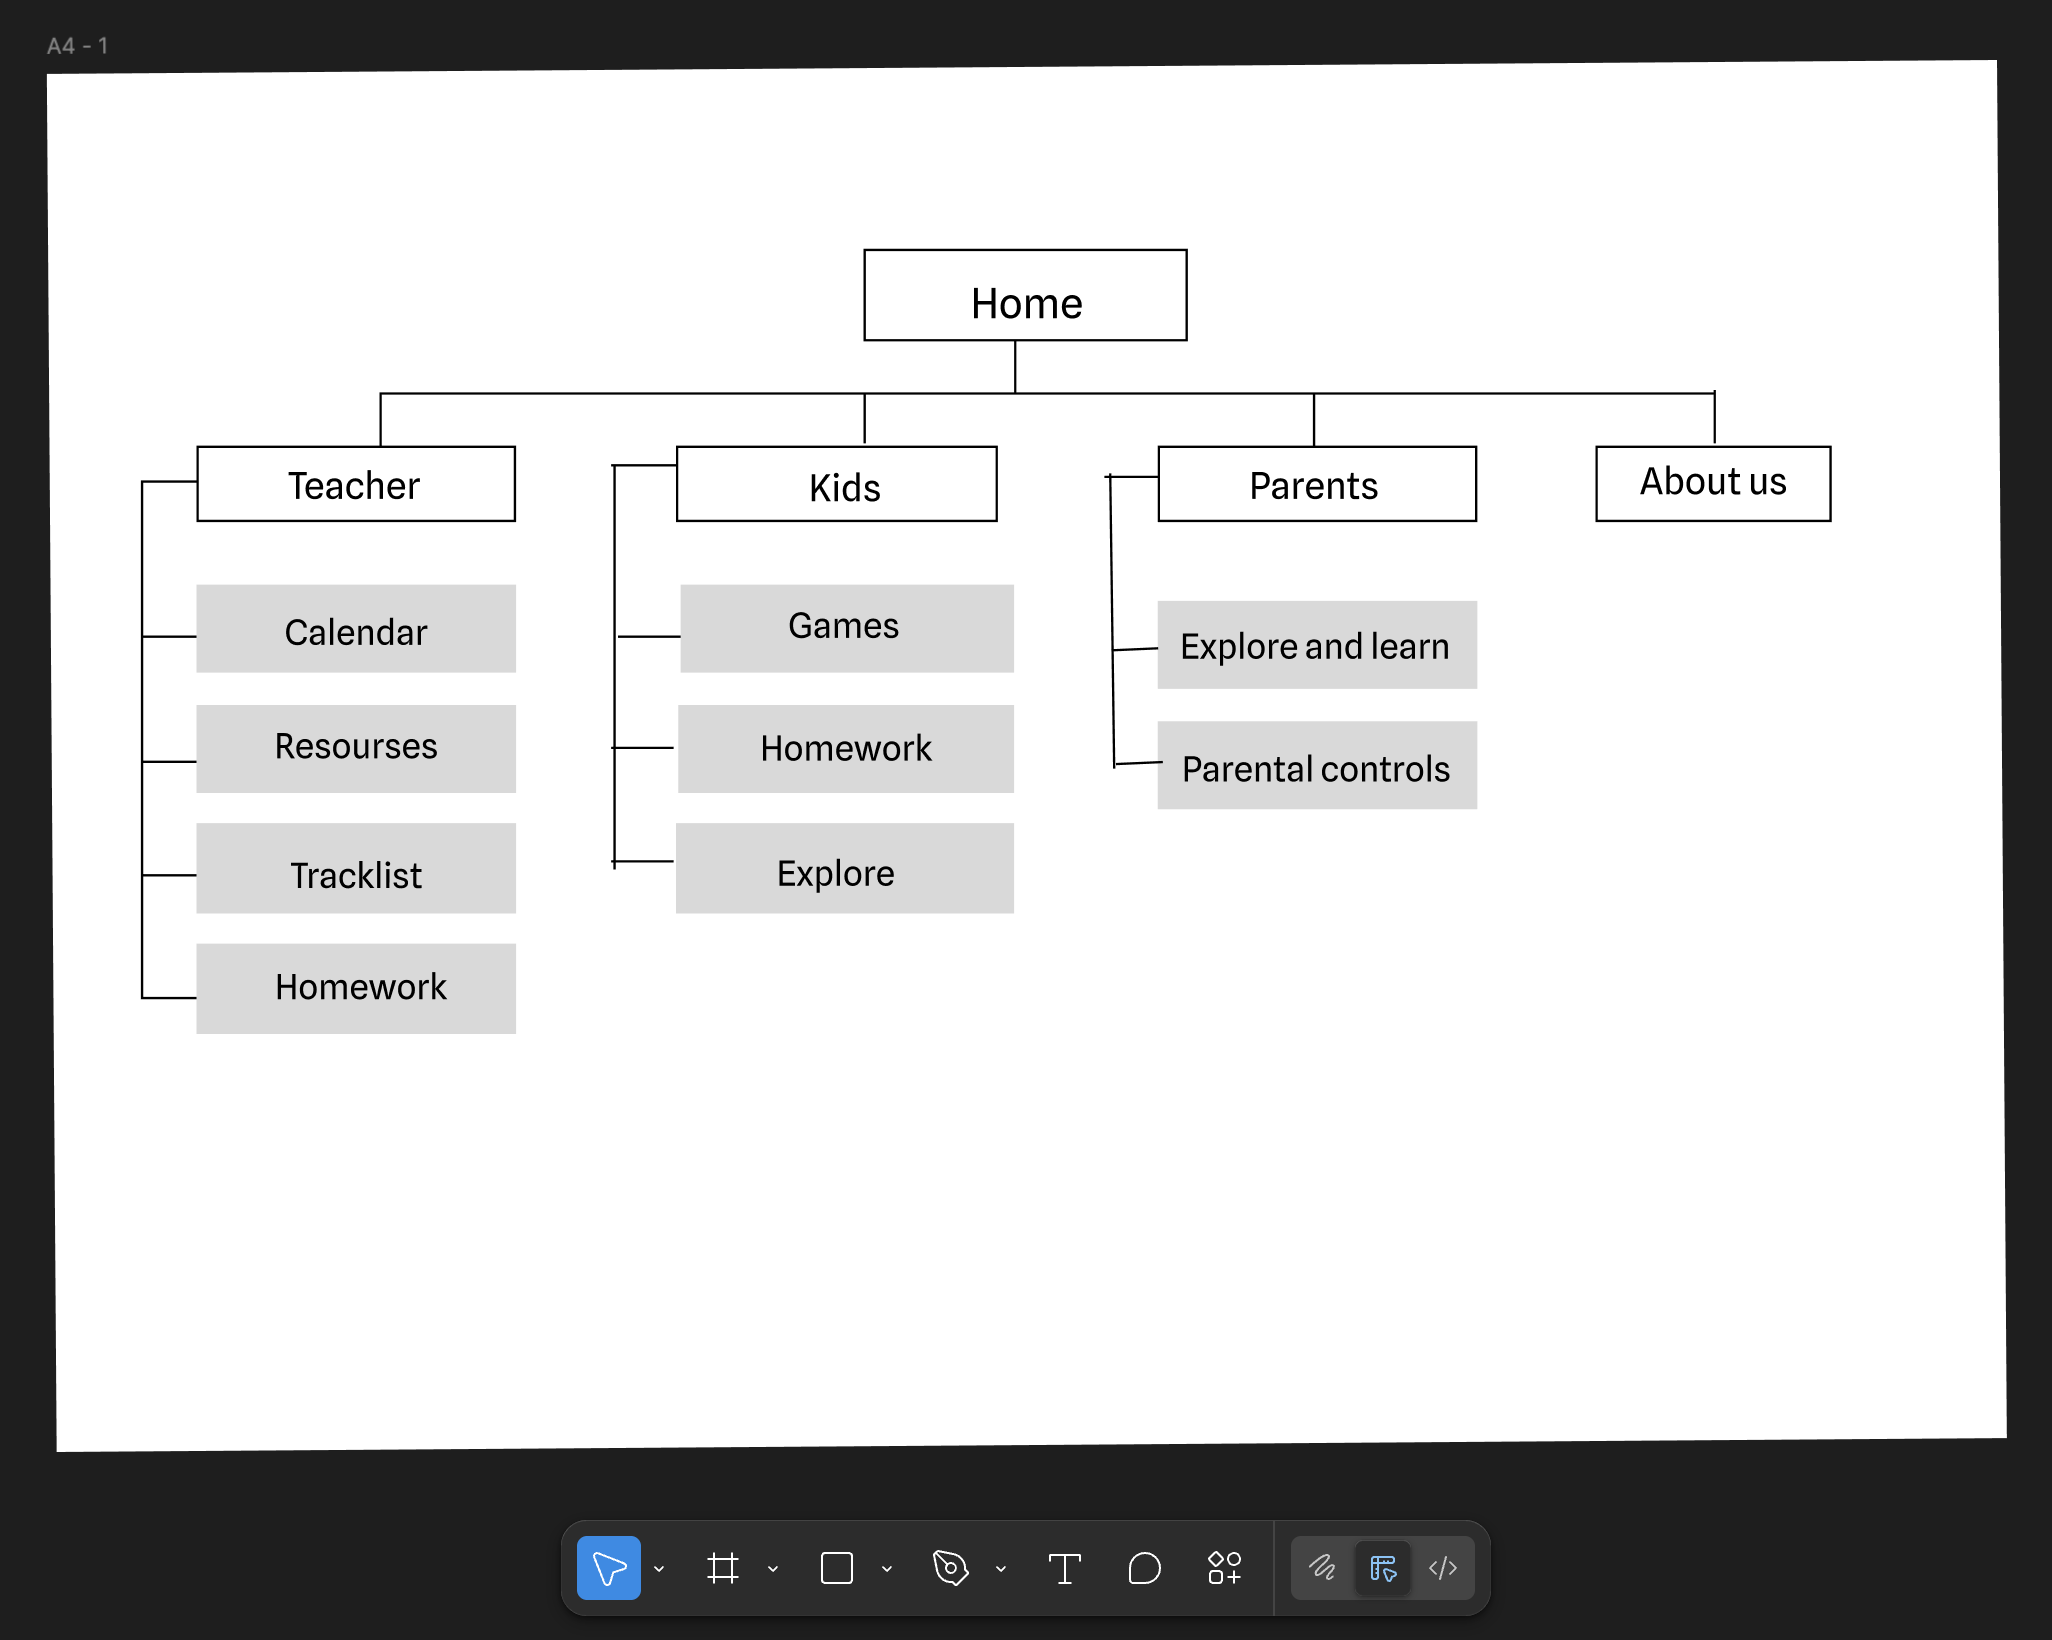 A4 - 1
Home
Teacher
Kids
Parents
About us
Calendar
Games
Explore and learn
Resourses
Homework
Parental controls
Tracklist
Explore
Homework